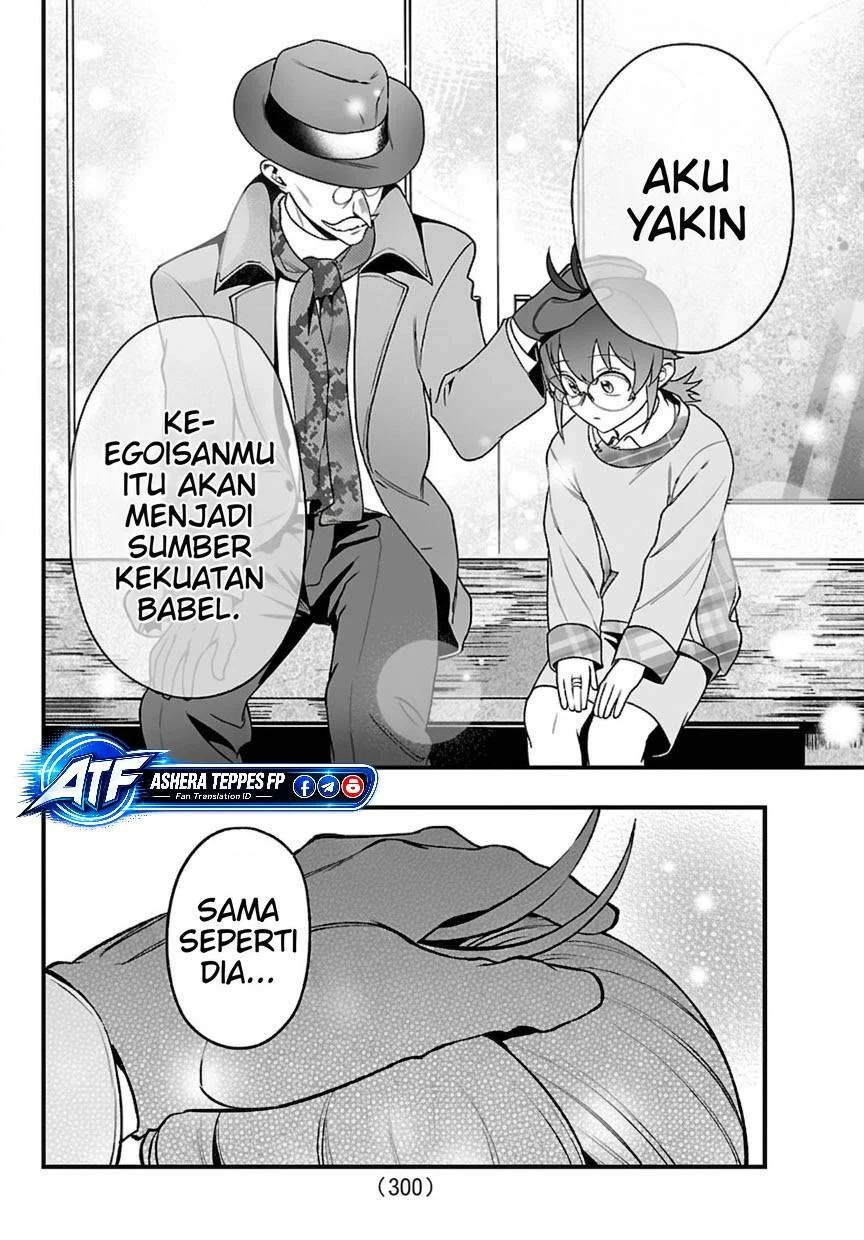 AKU
YAKIN
KE-
EGOISANMU
ITU AKAN
MENJADI
SUMBER
KEKUATAN
BABEL.
ATF
ASHERA TEPPES FP
Fan Translation ID
SAMA
SEPERTI
DIA...
(300)